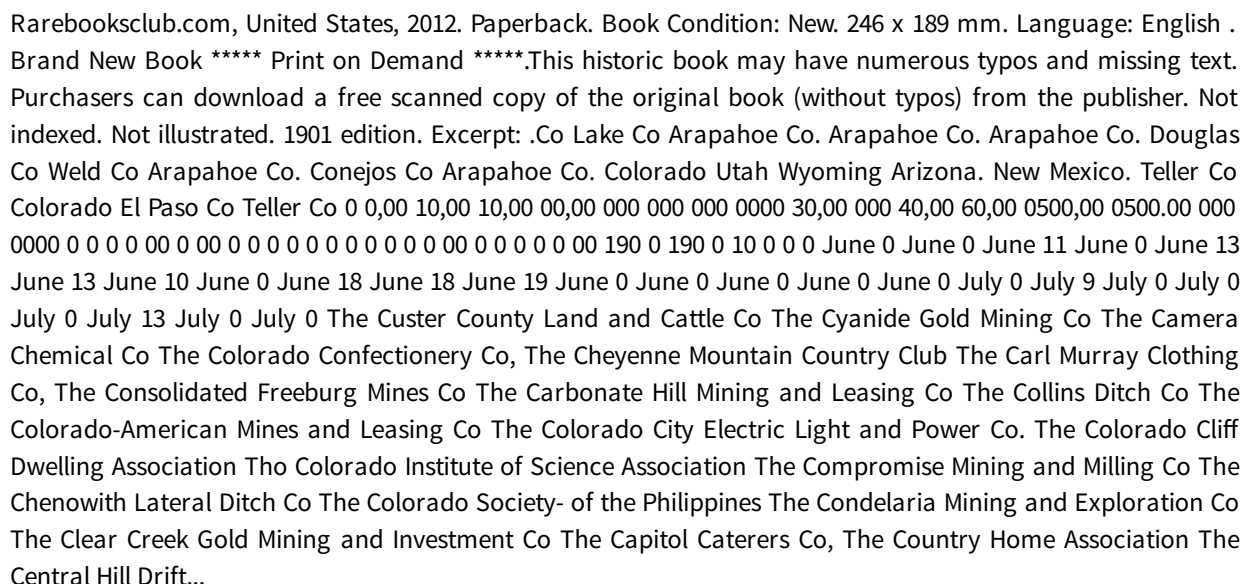 Rarebooksclub.com, United States, 2012. Paperback. Book Condition: New. 246 x 189 mm. Language: English .
Brand New Book ***** Print on Demand *****.This historic book may have numerous typos and missing text.
Purchasers can download a free scanned copy of the original book (without typos) from the publisher. Not
indexed. Not illustrated. 1901 edition. Excerpt: .Co Lake Co Arapahoe Co. Arapahoe Co. Arapahoe Co. Douglas
Co Weld Co Arapahoe Co. Conejos Co Arapahoe Co. Colorado Utah Wyoming Arizona. New Mexico. Teller Co
Colorado El Paso Co Teller Co 0 0,00 10,00 10,00 00,00 000 000 000 0000 30,00 000 40,00 60,00 0500,00 0500.00 000
0000 0 0 0 0 00 0 00 0 0 0 0 0 0 0 0 0 0 0 0 00 0 0 0 0 0 00 190 0 190 0 10 0 0 0 June 0 June 0 June 11 June 0 June 13
June 13 June 10 June 0 June 18 June 18 June 19 June 0 June 0 June 0 June 0 June 0 July 0 July 9 July 0 July 0
July 0 July 13 July 0 July 0 The Custer County Land and Cattle Co The Cyanide Gold Mining Co The Camera
Chemical Co The Colorado Confectionery Co, The Cheyenne Mountain Country Club The Carl Murray Clothing
Co, The Consolidated Freeburg Mines Co The Carbonate Hill Mining and Leasing Co The Collins Ditch Co The
Colorado-American Mines and Leasing Co The Colorado City Electric Light and Power Co. The Colorado Cliff
Dwelling Association Tho Colorado Institute of Science Association The Compromise Mining and Milling Co The
Chenowith Lateral Ditch Co The Colorado Society- of the Philippines The Condelaria Mining and Exploration Co
The Clear Creek Gold Mining and Investment Co The Capitol Caterers Co, The Country Home Association The
Central Hill Drift...